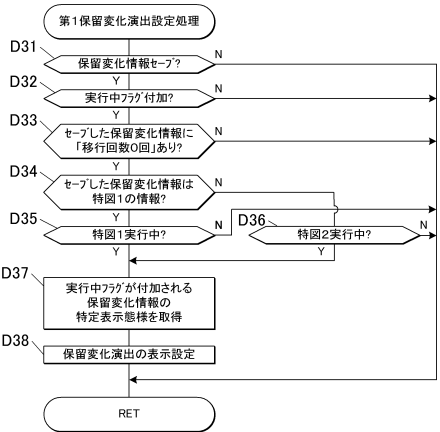 第1保留変化演出設定処理
D31
保留変化情報ｾｰﾌﾞ?
N
Y
D32
実行中ﾌﾗｸﾞ付加?
N
Y
D33
ｾｰﾌﾞした保留変化情報に
「移行回数0回」あり?
N
Y
D34
ｾｰﾌﾞした保留変化情報は
特図1の情報?
N
Y
D35
特図1実行中?
N
Y
D36
特図2実行中?
N
Y
D37
実行中ﾌﾗｸﾞが付加される
保留変化情報の
特定表示態様を取得
D38
保留変化演出の表示設定
RET